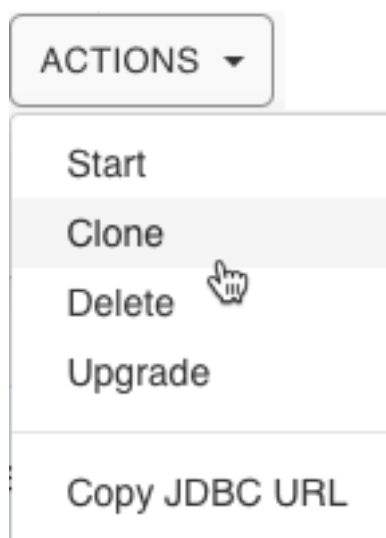 ACTIONS
Start
Clone
Delete
Upgrade
Copy JDBC URL